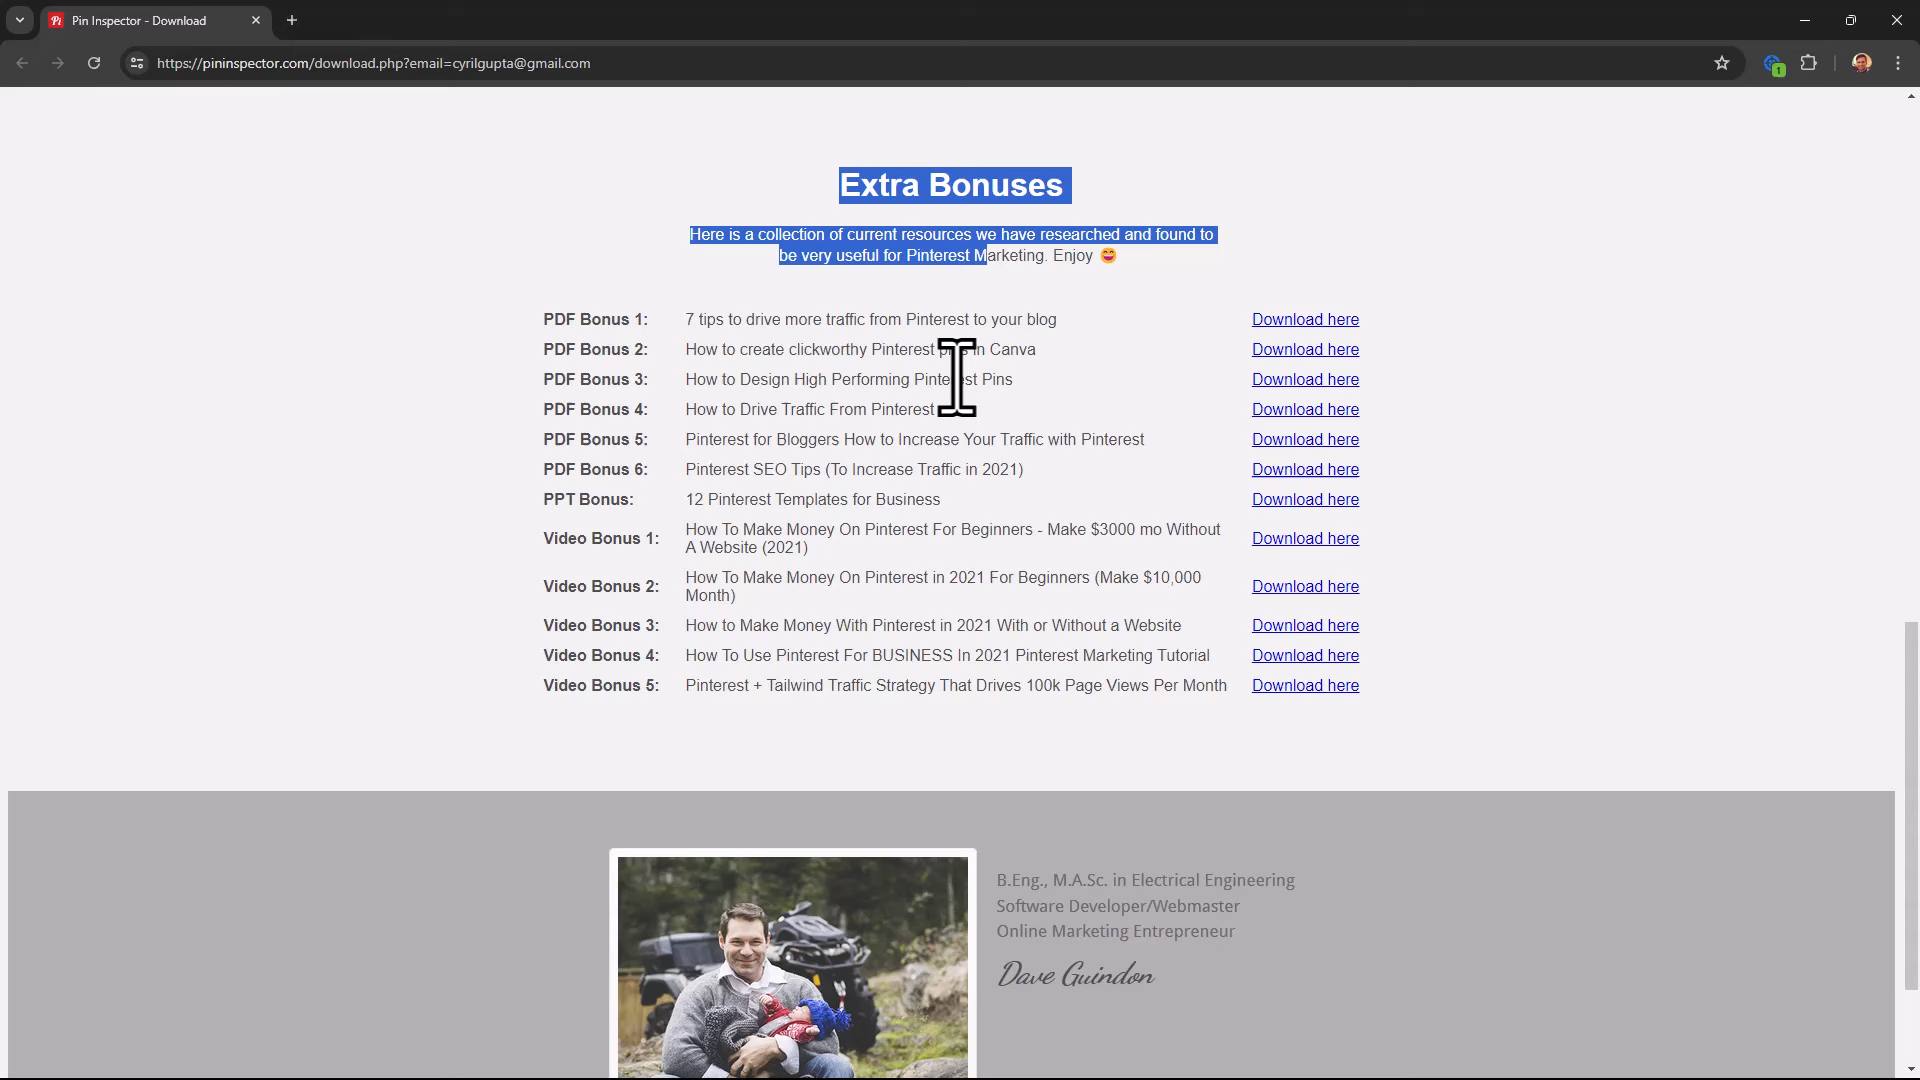 Pin Inspector - Download
https://pininspector.com/download.php?email=cyrilgupta@gmail.com
1
Extra Bonuses
Here is a collection of current resources we have researched and found to
be very useful for Pinterest Marketing. Enjoy 😄
PDF Bonus 1: 7 tips to drive more traffic from Pinterest to your blog Download here
PDF Bonus 2: How to create clickworthy Pinterest pins in Canva Download here
PDF Bonus 3: How to Design High Performing Pinterest Pins Download here
PDF Bonus 4: How to Drive Traffic From Pinterest Download here
PDF Bonus 5: Pinterest for Bloggers How to Increase Your Traffic with Pinterest Download here
PDF Bonus 6: Pinterest SEO Tips (To Increase Traffic in 2021) Download here
PPT Bonus: 12 Pinterest Templates for Business Download here
Video Bonus 1: How To Make Money On Pinterest For Beginners - Make $3000 mo Without
A Website (2021) Download here
Video Bonus 2: How To Make Money On Pinterest in 2021 For Beginners (Make $10,000
Month) Download here
Video Bonus 3: How to Make Money With Pinterest in 2021 With or Without a Website Download here
Video Bonus 4: How To Use Pinterest For BUSINESS In 2021 Pinterest Marketing Tutorial Download here
Video Bonus 5: Pinterest + Tailwind Traffic Strategy That Drives 100k Page Views Per Month Download here
B.Eng., M.A.Sc. in Electrical Engineering
Software Developer/Webmaster
Online Marketing Entrepreneur
Dave Guindon